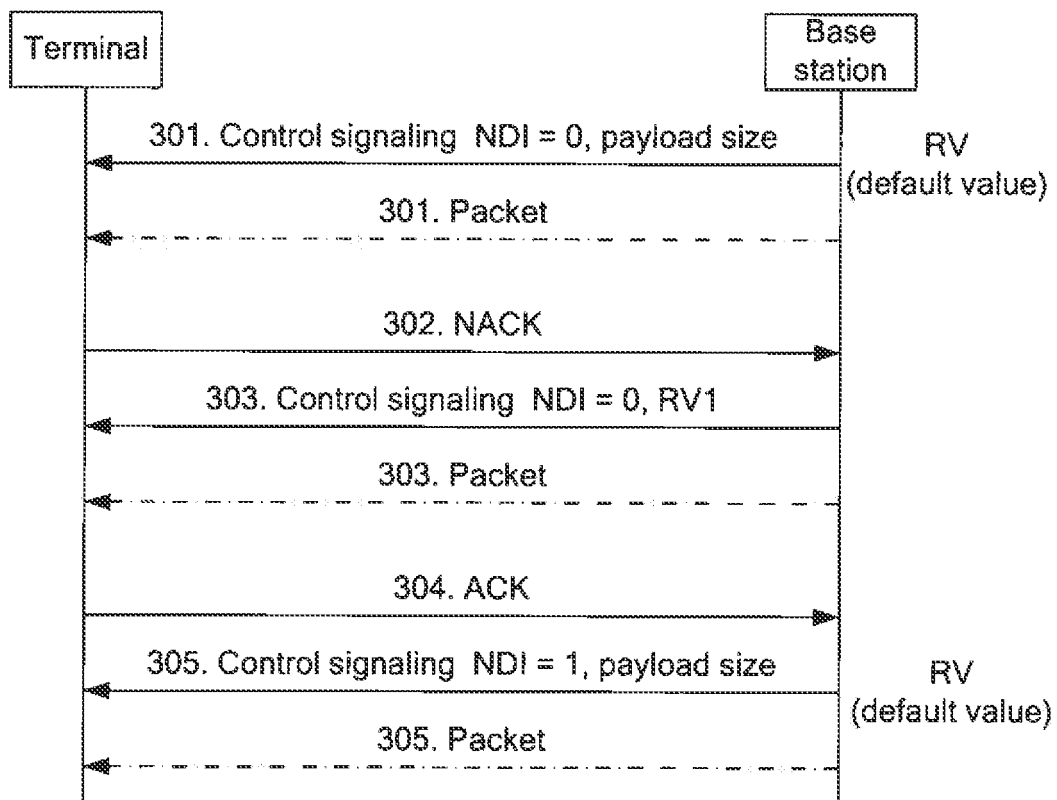 Terminal
Base
station
301. Control signaling NDI = 0, payload size
RV
(default value)
301. Packet
302. NACK
303. Control signaling NDI = 0, RV1
303. Packet
304. ACK
305. Control signaling NDI = 1, payload size
RV
(default value)
305. Packet